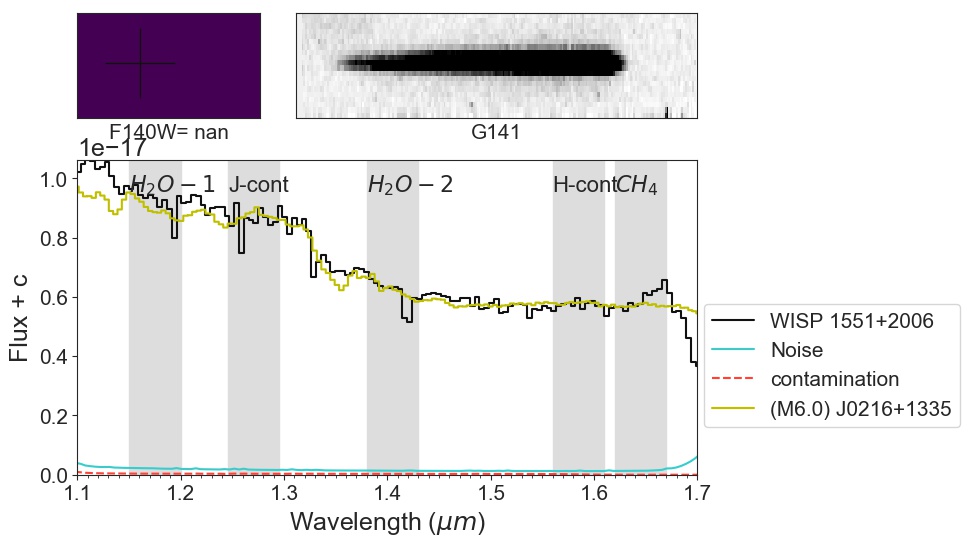 F140W= nan
G141
1e−17
H₂O − 1 J-cont H₂O − 2 H-cont CH₄
1.0
0.8
0.6
0.4
0.2
0.0
Flux + c
1.1 1.2 1.3 1.4 1.5 1.6 1.7
Wavelength (μm)
WISP 1551+2006
Noise
contamination
(M6.0) J0216+1335